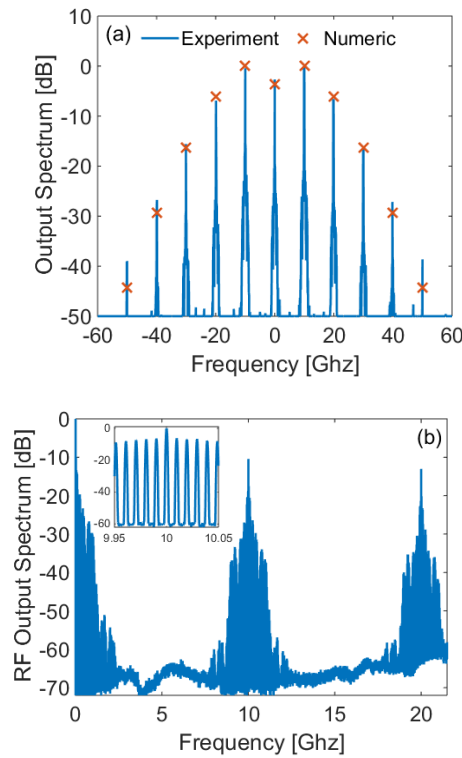 (a)
Experiment
Numeric
10
0
-10
-20
-30
-40
-50
Output Spectrum [dB]
-60 -40 -20 0 20 40 60
Frequency [Ghz]
(b)
0
-10
-20
-30
-40
-50
-60
-70
RF Output Spectrum [dB]
0
-20
-40
-60
9.95 10 10.05
0 5 10 15 20
Frequency [Ghz]